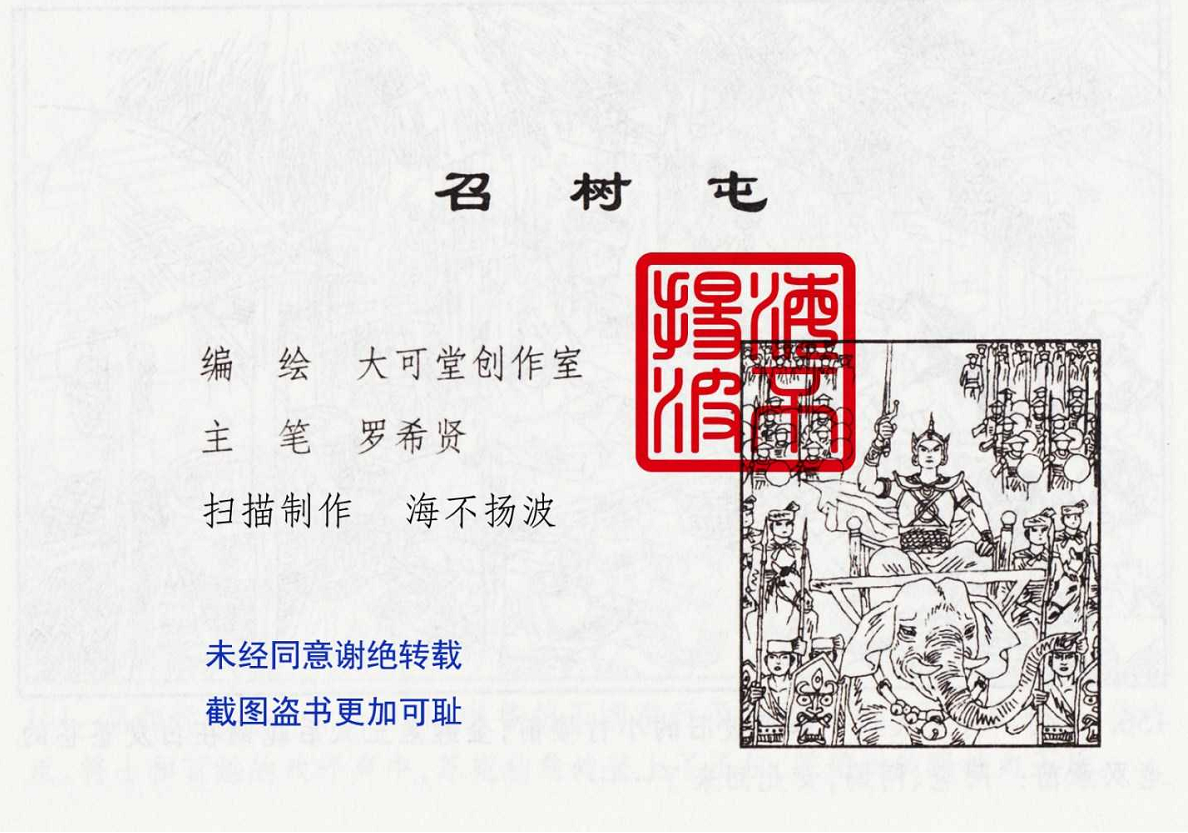 召树屯
编绘 大可堂创作室
主笔 罗希贤
扫描制作 海不扬波
海不
扬波
未经同意谢绝转载
截图盗书更加可耻